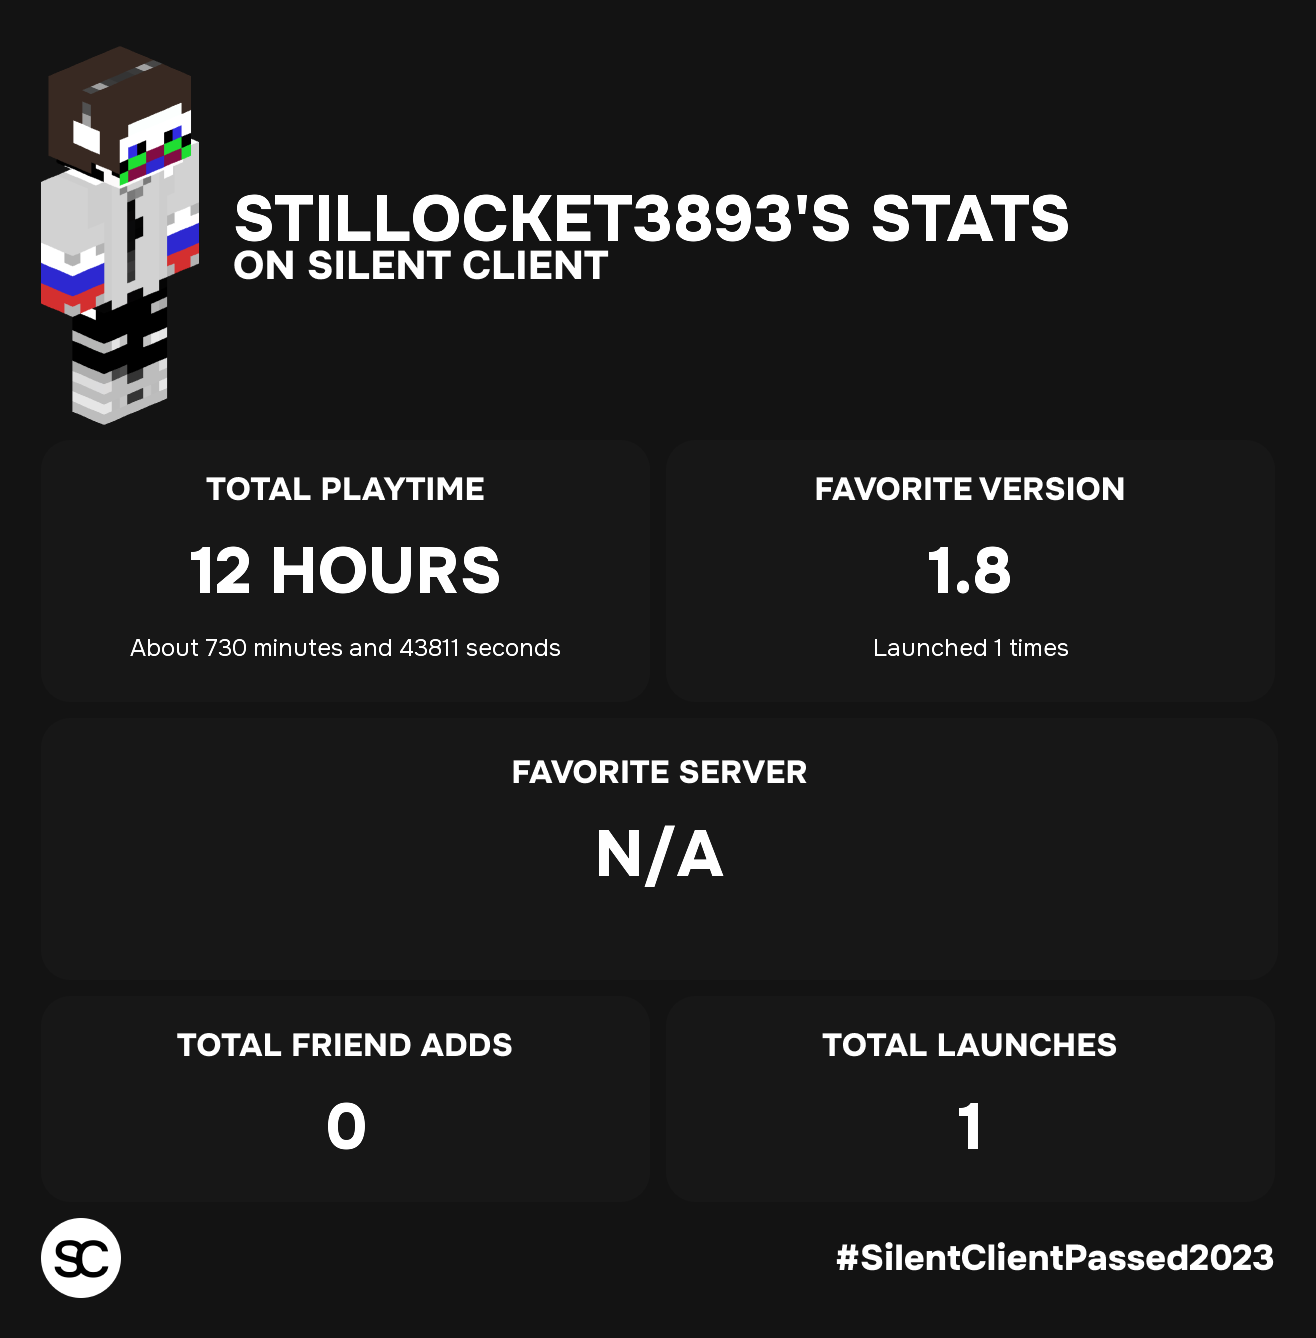 STILLOCKET3893'S STATS
ON SILENT CLIENT
TOTAL PLAYTIME
12 HOURS
About 730 minutes and 43811 seconds
FAVORITE VERSION
1.8
Launched 1 times
FAVORITE SERVER
N/A
TOTAL FRIEND ADDS
0
TOTAL LAUNCHES
1
SC
#SilentClientPassed2023